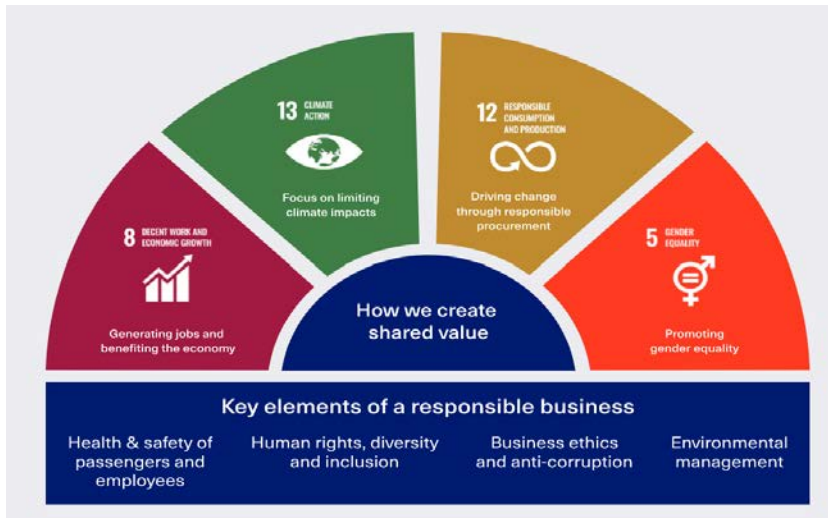 13 CLIMATE
ACTION
Focus on limiting
climate impacts
12 RESPONSIBLE
CONSUMPTION
AND PRODUCTION
Driving change
through responsible
procurement
8 DECENT WORK AND
ECONOMIC GROWTH
Generating jobs and
benefiting the economy
5 GENDER
EQUALITY
Promoting
gender equality
How we create
shared value
Key elements of a responsible business
Health & safety of
passengers and
employees
Human rights, diversity
and inclusion
Business ethics
and anti-corruption
Environmental
management